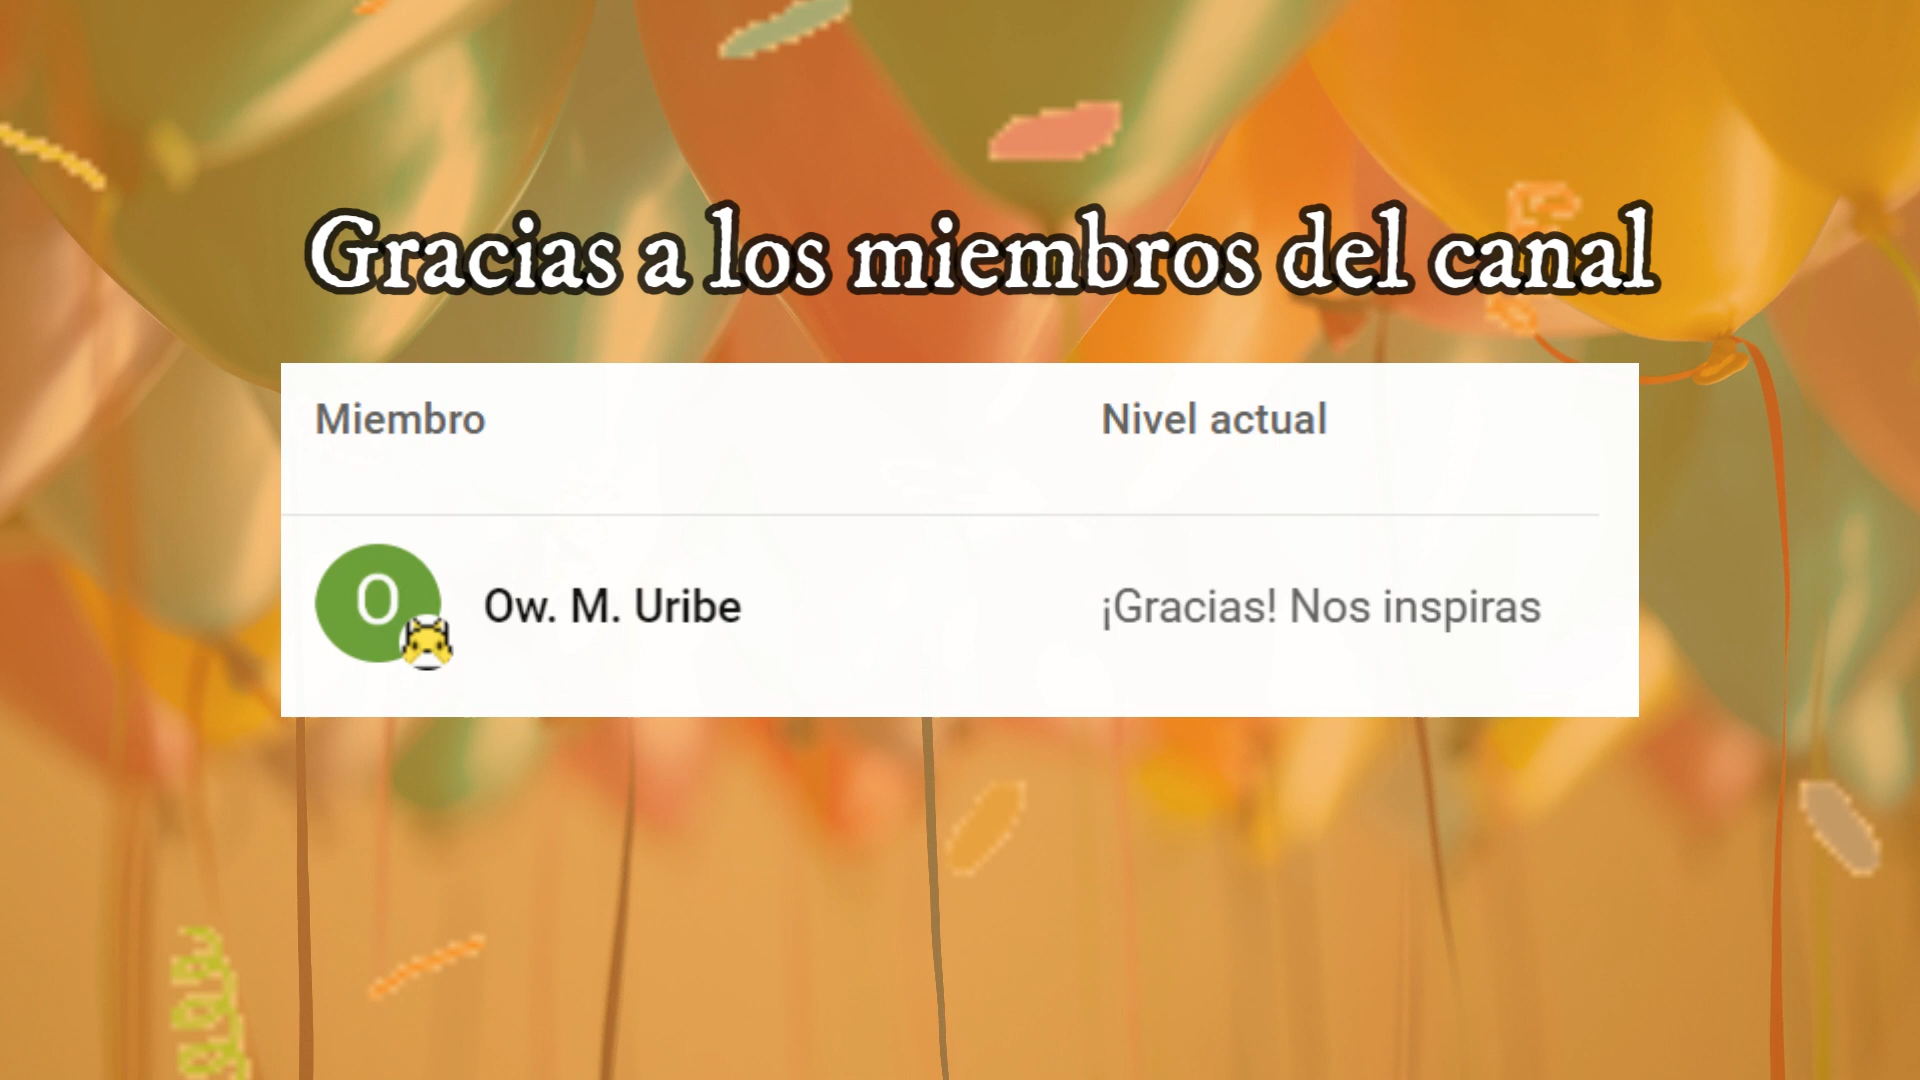 Gracias a los miembros del canal
Miembro Nivel actual
O Ow. M. Uribe ¡Gracias! Nos inspiras